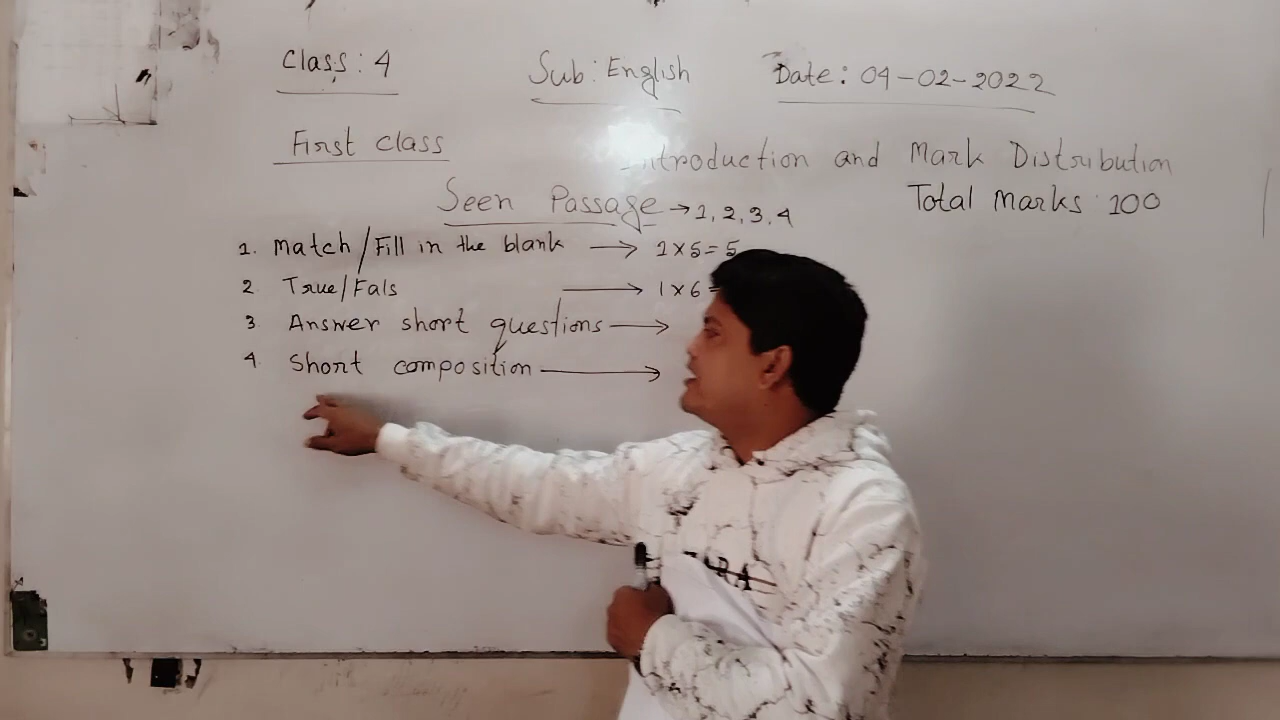 Class: 4 Sub: English Date: 04-02-2022
First class
Introduction and Mark Distribution
Seen Passage → 1, 2, 3, 4 Total Marks: 100
1. Match/Fill in the blank → 1×5=5
2 True/Fals → 1×6=
3. Answer short questions →
4. Short composition →